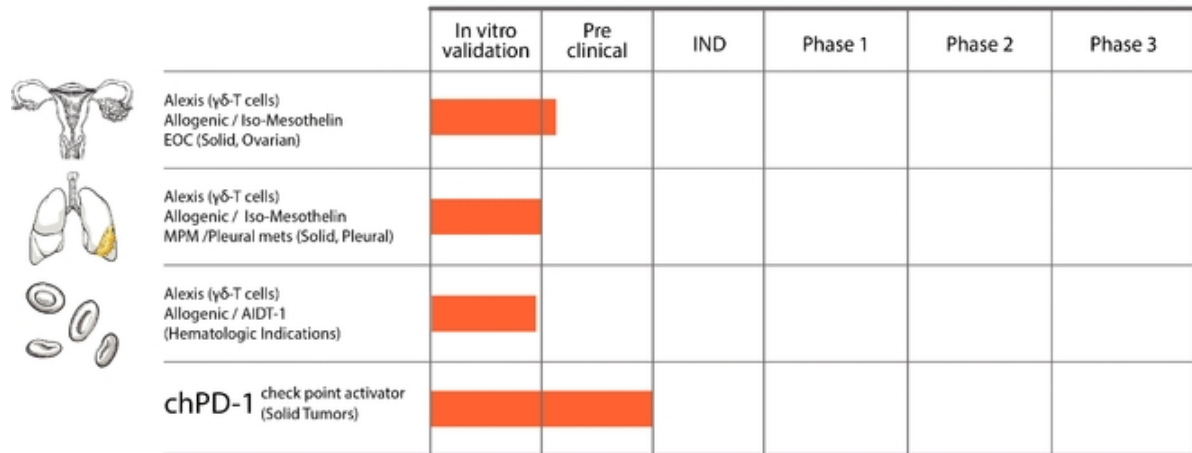 In vitro
validation
Pre
clinical
IND
Phase 1
Phase 2
Phase 3
Alexis (γδ-T cells)
Allogenic / Iso-Mesothelin
EOC (Solid, Ovarian)
Alexis (γδ-T cells)
Allogenic / Iso-Mesothelin
MPM /Pleural mets (Solid, Pleural)
Alexis (γδ-T cells)
Allogenic / AIDT-1
(Hematologic Indications)
chPD-1 check point activator
(Solid Tumors)